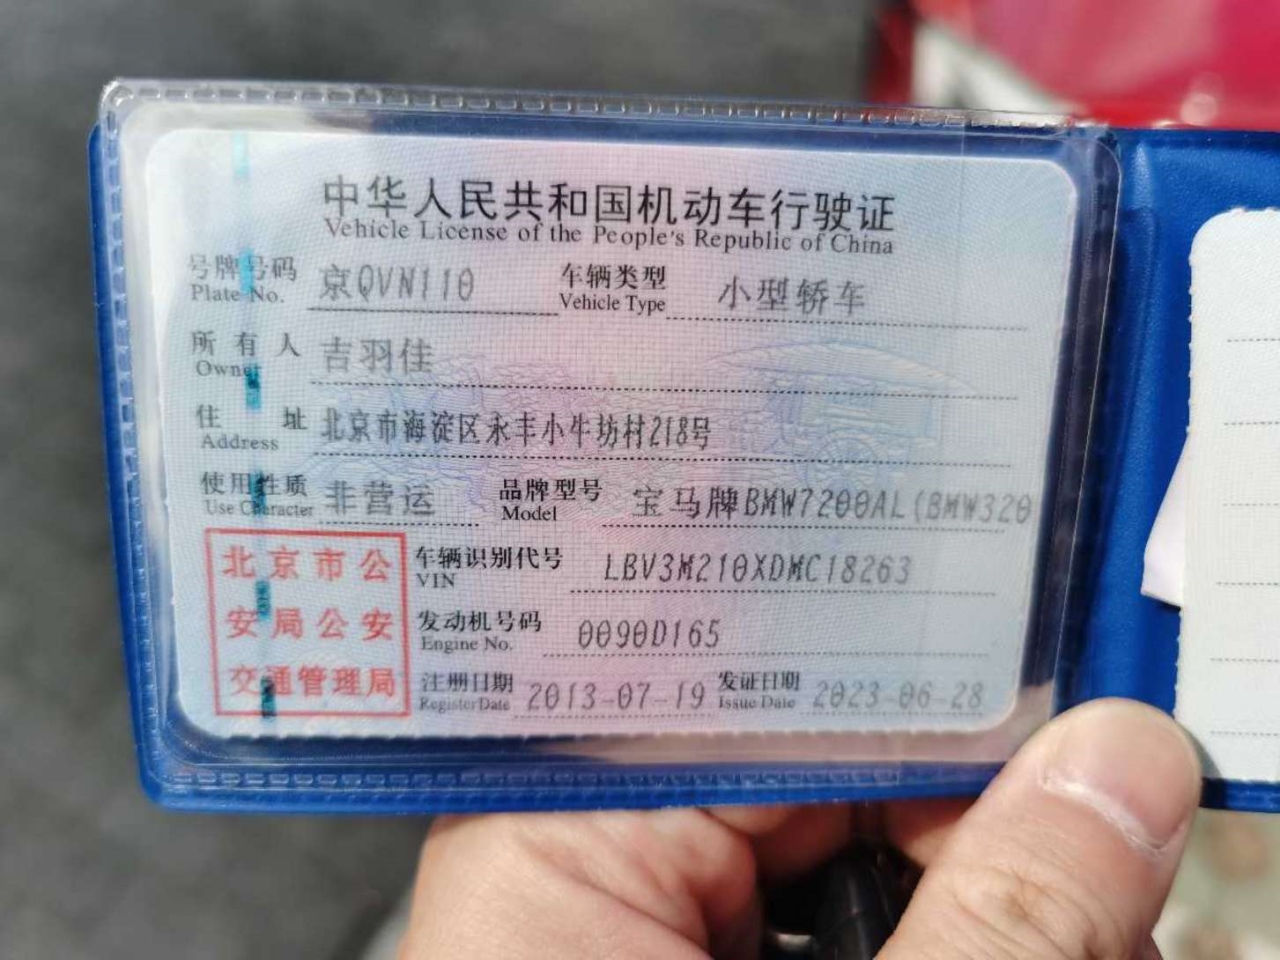 中华人民共和国机动车行驶证
Vehicle License of the People's Republic of China
号牌号码 京QVN110 车辆类型 小型轿车
Plate No. Vehicle Type
所有人 吉羽佳
Owner
住址 北京市海淀区永丰小牛坊村218号
Address
使用性质 非营运 品牌型号 宝马牌BMW7200AL(BMW320
Use Character Model
北京市公
安局公安
交通管理局
车辆识别代号 LBV3M210XDMC18263
VIN
发动机号码 0090D165
Engine No.
注册日期 2013-07-19 发证日期 2023-06-28
Register Date Issue Date